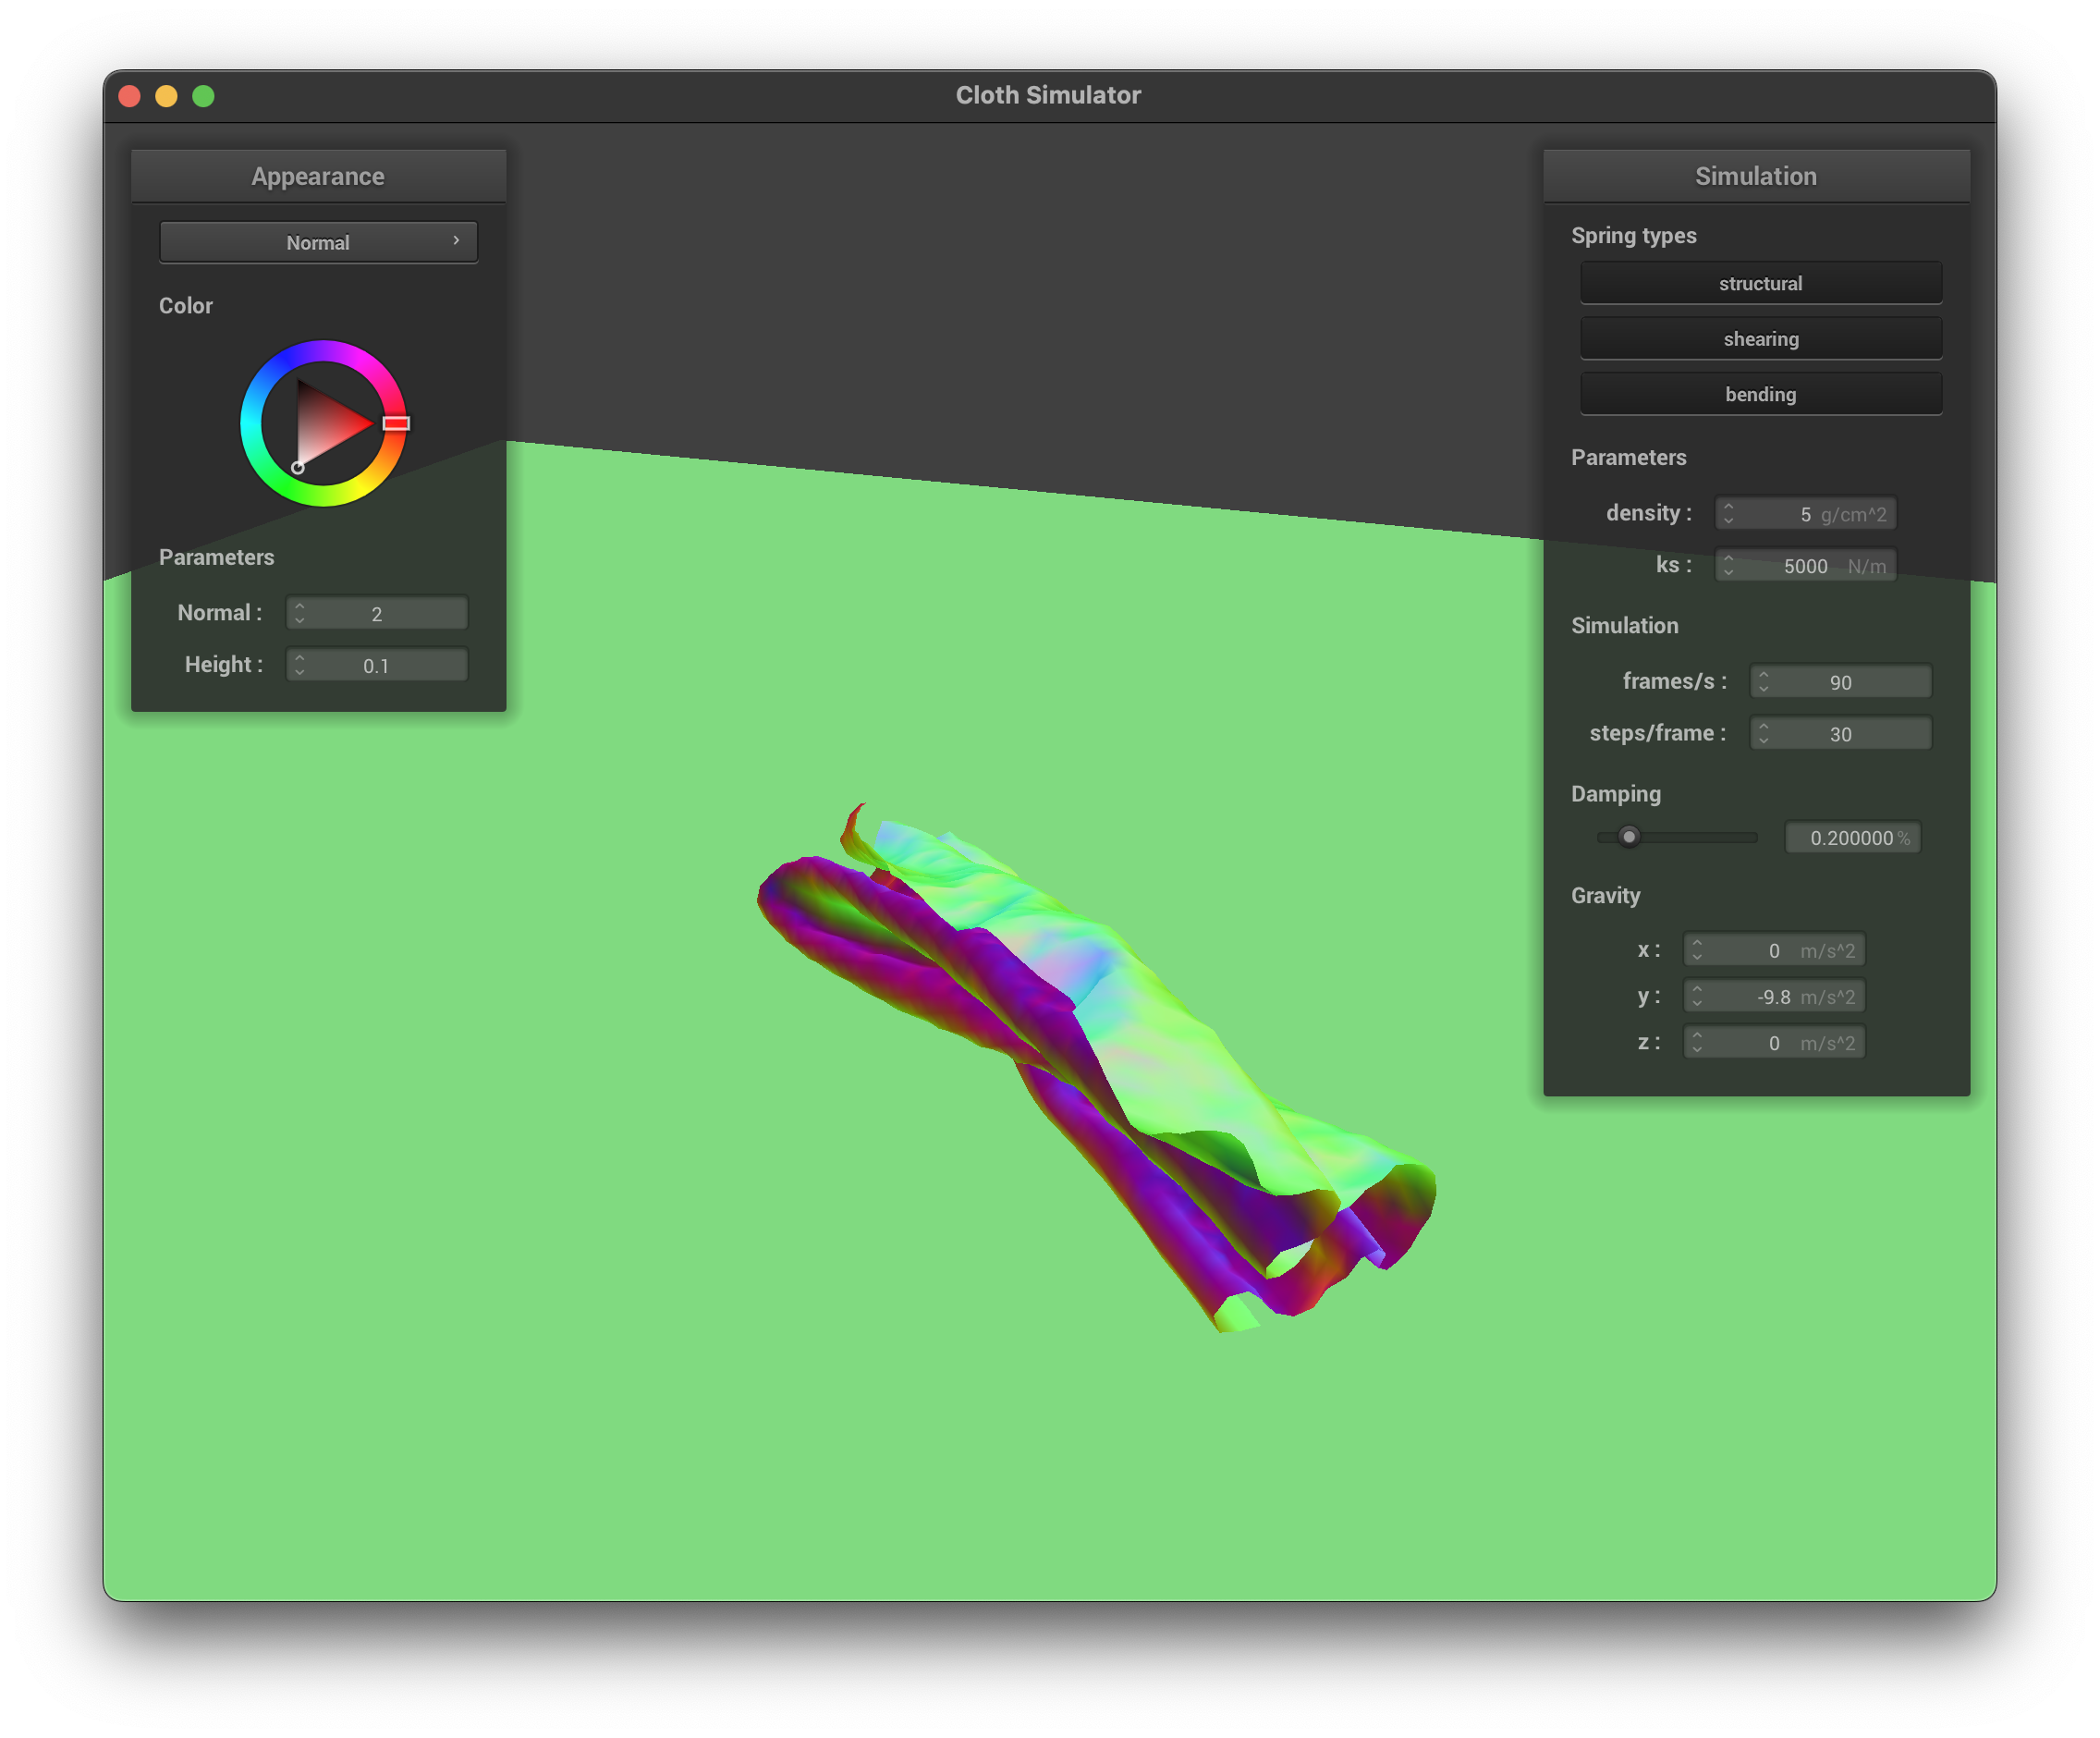 Cloth Simulator
Appearance
Normal
Color
Parameters
Normal : 2
Height : 0.1
Simulation
Spring types
structural
shearing
bending
Parameters
density : 5 g/cm^2
ks : 5000 N/m
Simulation
frames/s : 90
steps/frame : 30
Damping
0.200000 %
Gravity
x : 0 m/s^2
y : -9.8 m/s^2
z : 0 m/s^2